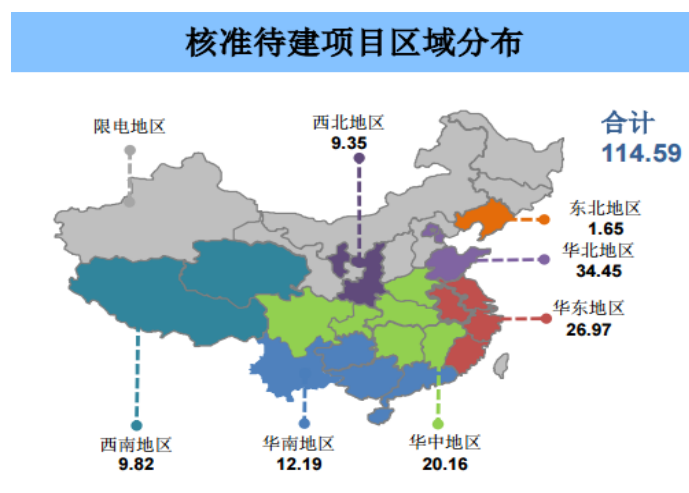 核准待建项目区域分布
限电地区
西北地区
9.35
合计
114.59
东北地区
1.65
华北地区
34.45
华东地区
26.97
西南地区
9.82
华南地区
12.19
华中地区
20.16